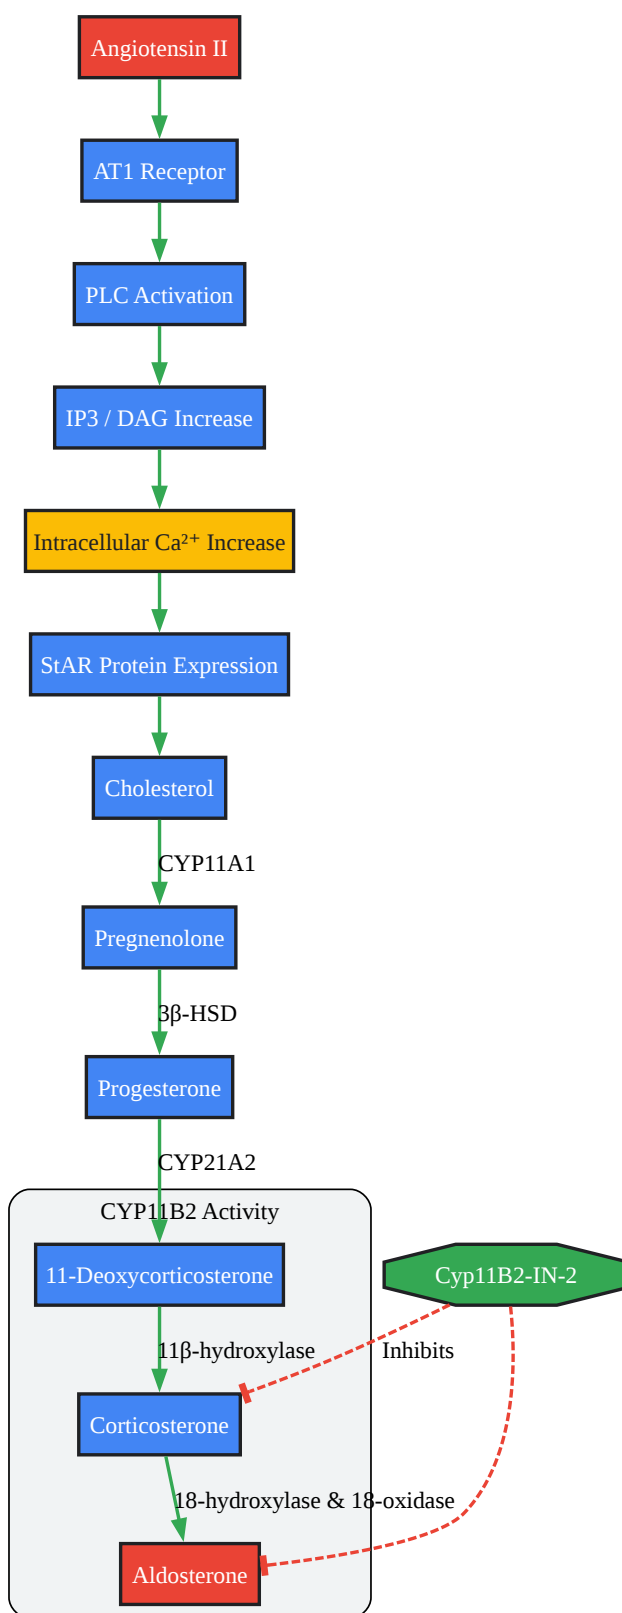 Angiotensin II
AT1 Receptor
PLC Activation
IP3 / DAG Increase
Intracellular Ca²⁺ Increase
StAR Protein Expression
Cholesterol
CYP11A1
Pregnenolone
3β-HSD
Progesterone
CYP21A2
CYP11B2 Activity
11-Deoxycorticosterone
Cyp11B2-IN-2
11β-hydroxylase
Inhibits
Corticosterone
18-hydroxylase & 18-oxidase
Aldosterone